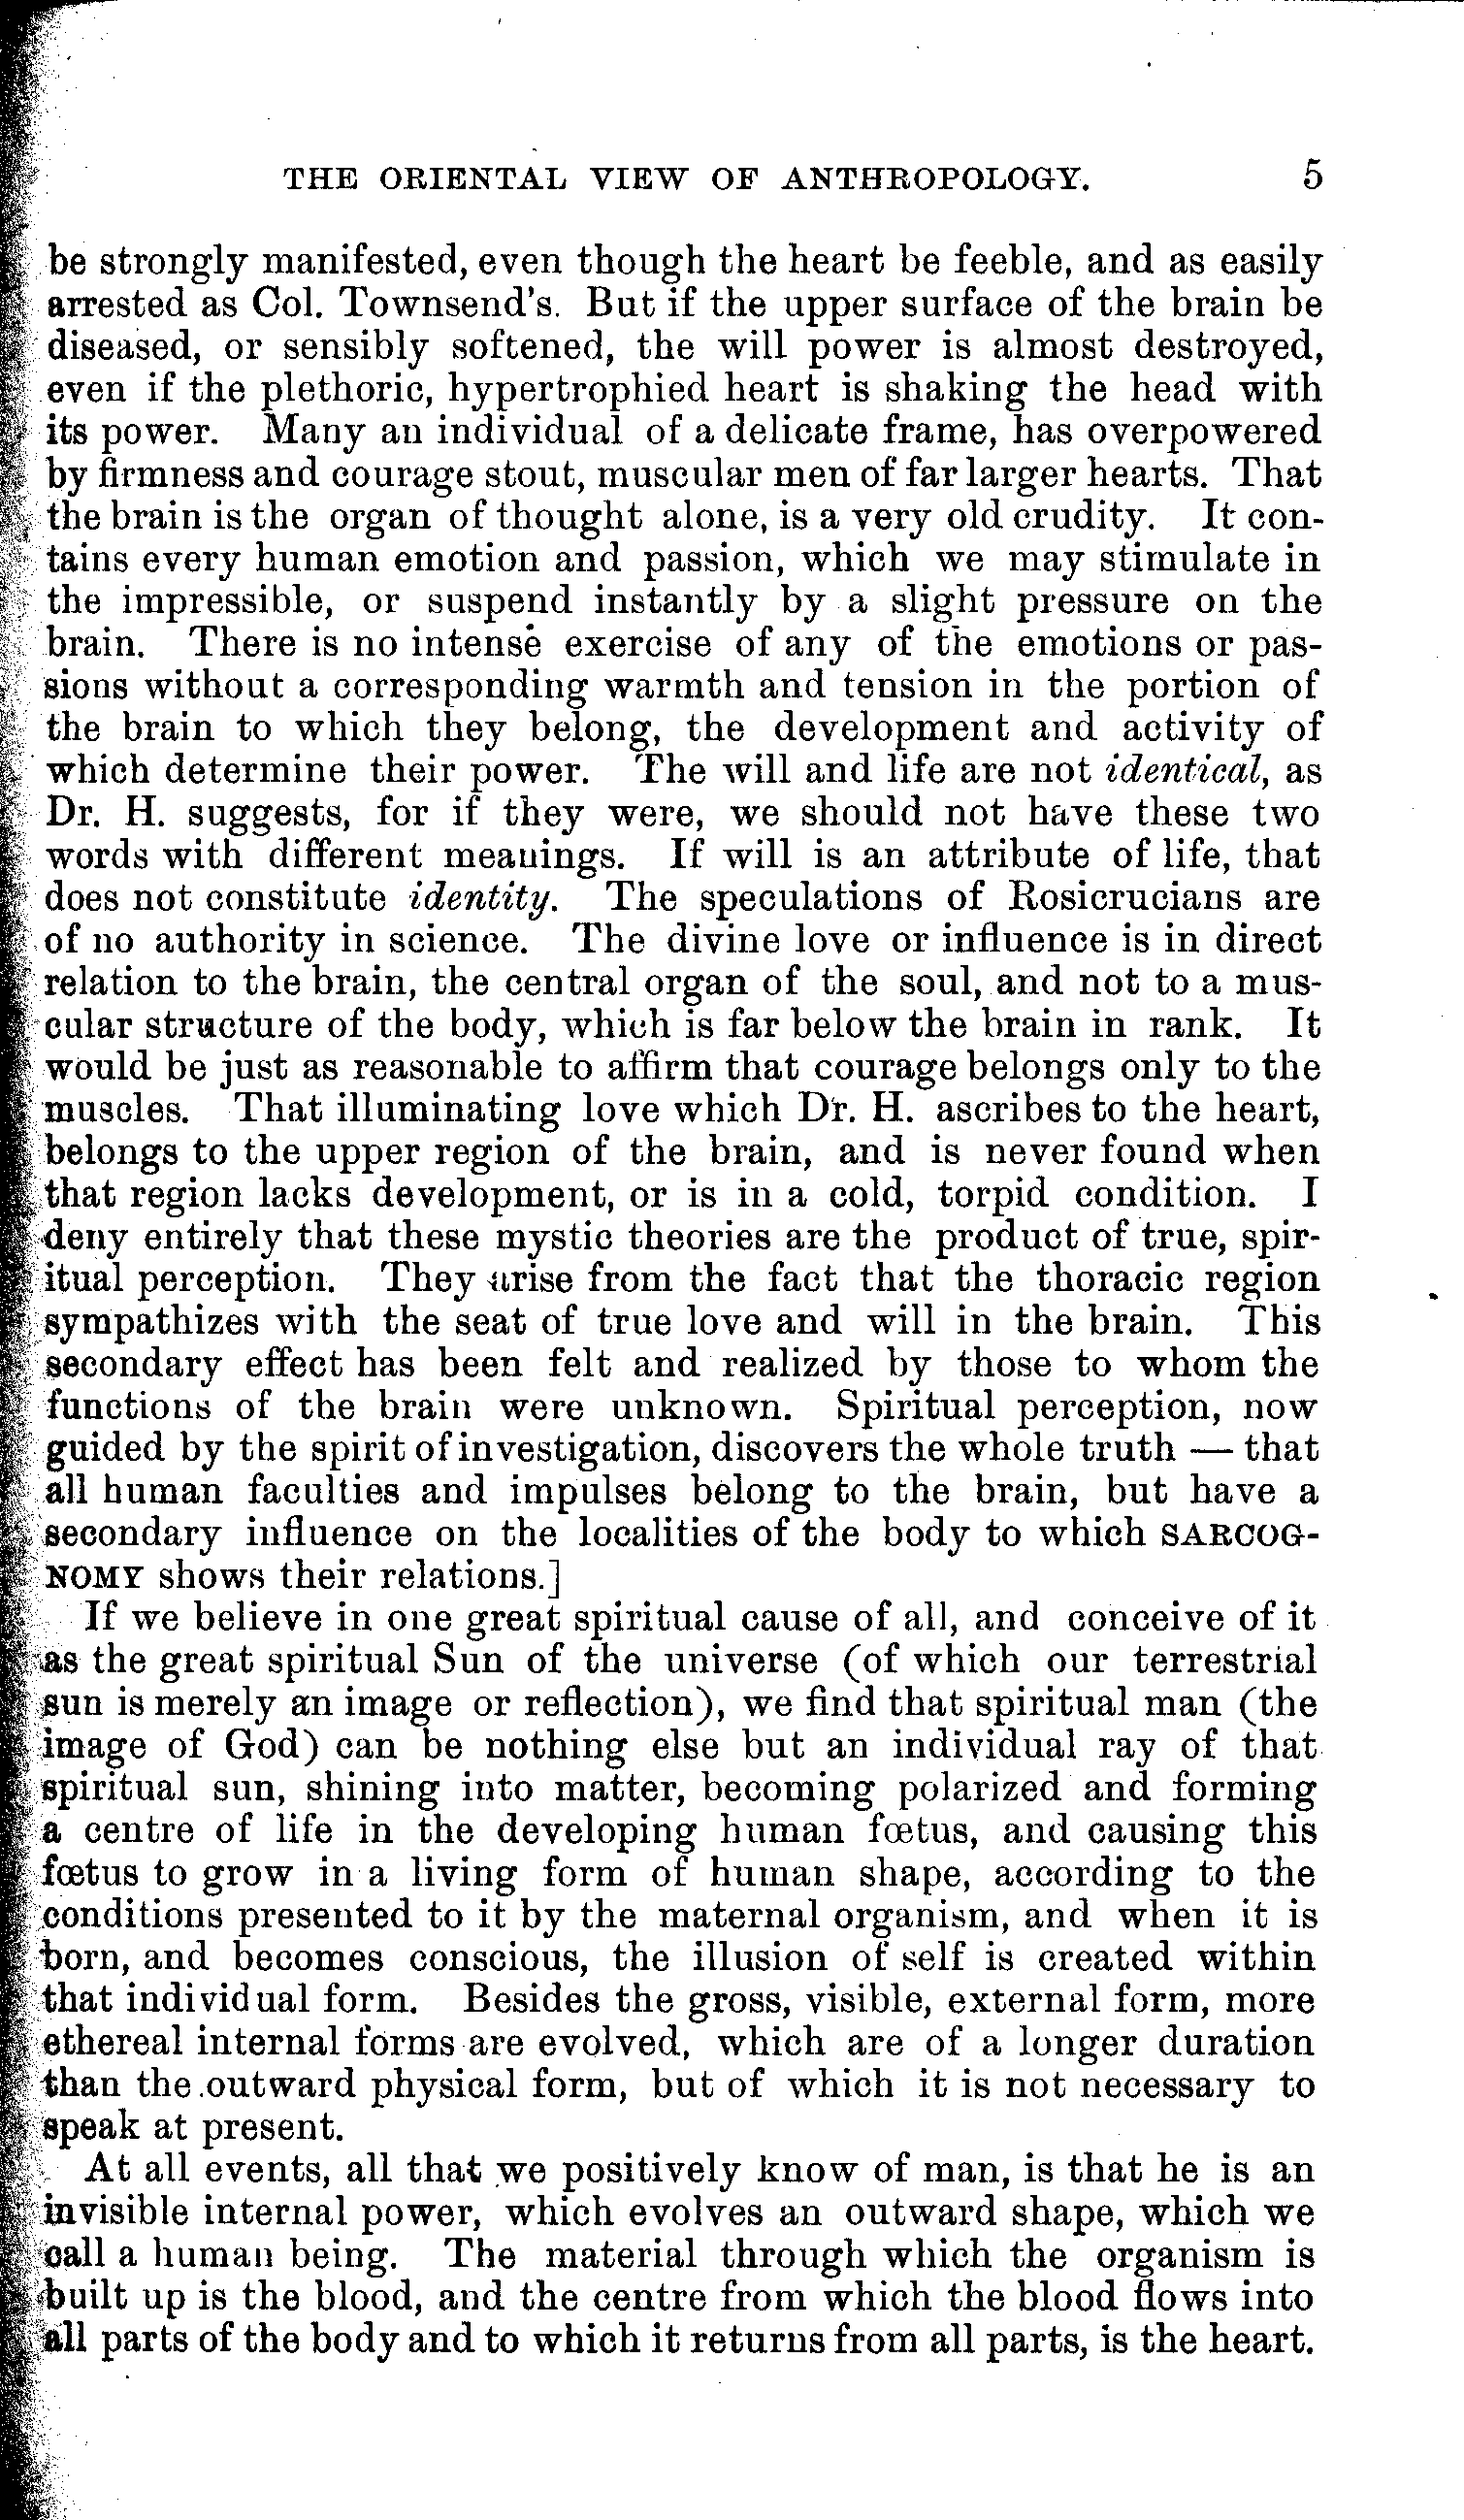 THE ORIENTAL VIEW OF ANTHROPOLOGY. 5
be strongly manifested, even though the heart be feeble, and as easily
arrested as Col. Townsend's. But if the upper surface of the brain be
diseased, or sensibly softened, the will power is almost destroyed,
even if the plethoric, hypertrophied heart is shaking the head with
its power. Many an individual of a delicate frame, has overpowered
by firmness and courage stout, muscular men of far larger hearts. That
the brain is the organ of thought alone, is a very old crudity. It con-
tains every human emotion and passion, which we may stimulate in
the impressible, or suspend instantly by a slight pressure on the
brain. There is no intense exercise of any of the emotions or pas-
sions without a corresponding warmth and tension in the portion of
the brain to which they belong, the development and activity of
which determine their power. The will and life are not identical, as
Dr. H. suggests, for if they were, we should not have these two
words with different meanings. If will is an attribute of life, that
does not constitute identity. The speculations of Rosicrucians are
of no authority in science. The divine love or influence is in direct
relation to the brain, the central organ of the soul, and not to a mus-
cular structure of the body, which is far below the brain in rank. It
would be just as reasonable to affirm that courage belongs only to the
muscles. That illuminating love which Dr. H. ascribes to the heart,
belongs to the upper region of the brain, and is never found when
that region lacks development, or is in a cold, torpid condition. I
deny entirely that these mystic theories are the product of true, spir-
itual perception. They arise from the fact that the thoracic region
sympathizes with the seat of true love and will in the brain. This
secondary effect has been felt and realized by those to whom the
functions of the brain were unknown. Spiritual perception, now
guided by the spirit of investigation, discovers the whole truth — that
all human faculties and impulses belong to the brain, but have a
secondary influence on the localities of the body to which SARCOG-
NOMY shows their relations.]
If we believe in one great spiritual cause of all, and conceive of it
as the great spiritual Sun of the universe (of which our terrestrial
sun is merely an image or reflection), we find that spiritual man (the
image of God) can be nothing else but an individual ray of that
spiritual sun, shining into matter, becoming polarized and forming
a centre of life in the developing human fœtus, and causing this
fœtus to grow in a living form of human shape, according to the
conditions presented to it by the maternal organism, and when it is
born, and becomes conscious, the illusion of self is created within
that individual form. Besides the gross, visible, external form, more
ethereal internal forms are evolved, which are of a longer duration
than the outward physical form, but of which it is not necessary to
speak at present.
At all events, all that we positively know of man, is that he is an
invisible internal power, which evolves an outward shape, which we
call a human being. The material through which the organism is
built up is the blood, and the centre from which the blood flows into
all parts of the body and to which it returns from all parts, is the heart.